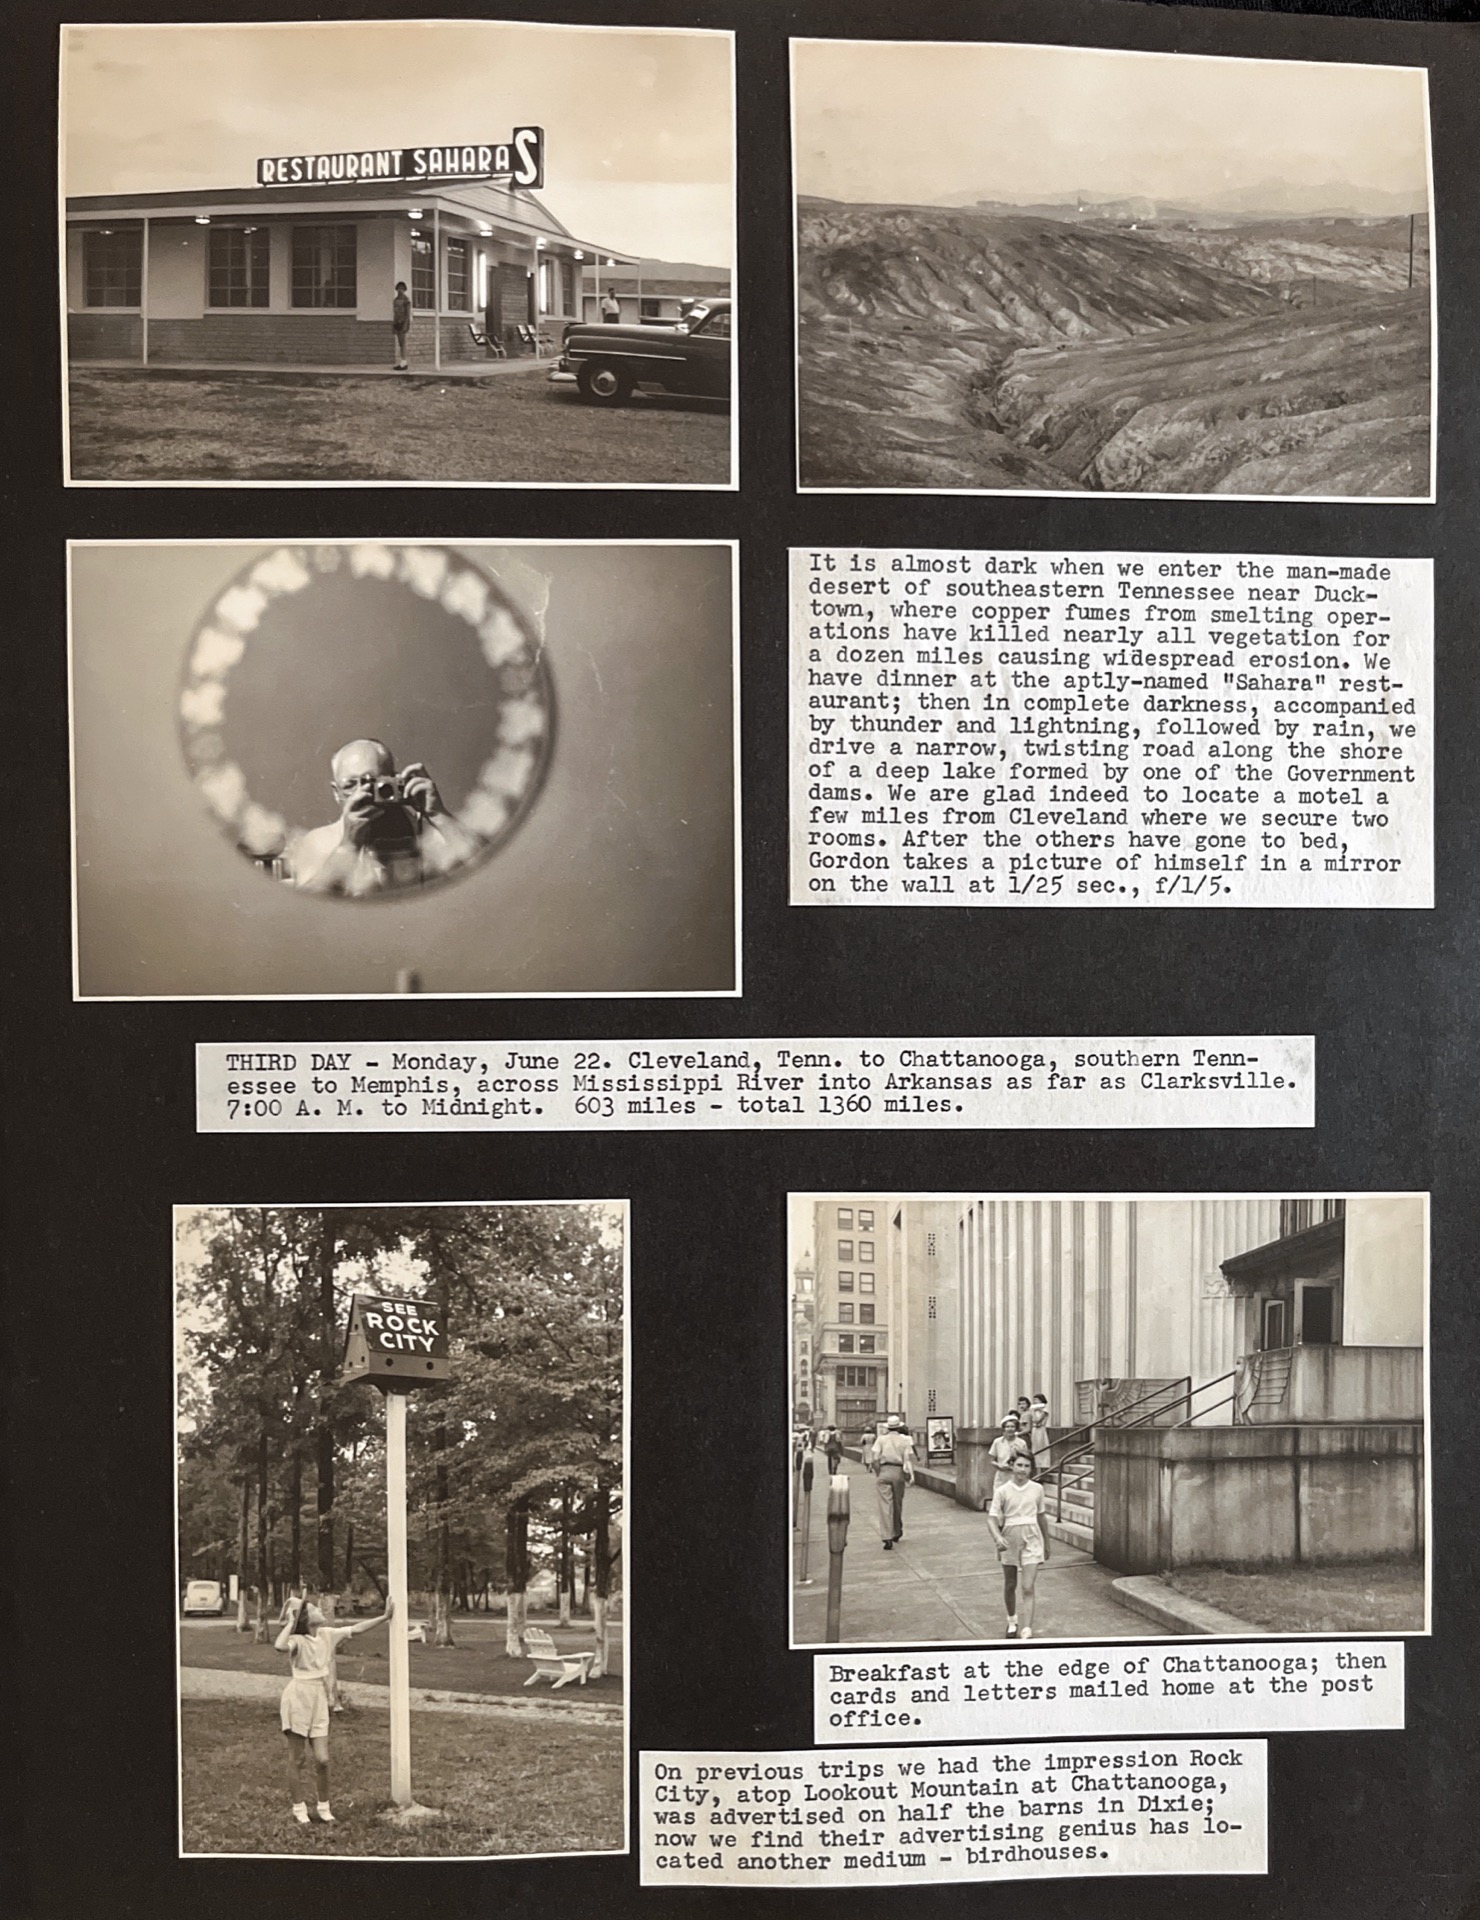 RESTAURANT SAHARA S
It is almost dark when we enter the man-made
desert of southeastern Tennessee near Duck-
town, where copper fumes from smelting oper-
ations have killed nearly all vegetation for
a dozen miles causing widespread erosion. We
have dinner at the aptly-named "Sahara" rest-
aurant; then in complete darkness, accompanied
by thunder and lightning, followed by rain, we
drive a narrow, twisting road along the shore
of a deep lake formed by one of the Government
dams. We are glad indeed to locate a motel a
few miles from Cleveland where we secure two
rooms. After the others have gone to bed,
Gordon takes a picture of himself in a mirror
on the wall at 1/25 sec., f/1/5.
THIRD DAY - Monday, June 22. Cleveland, Tenn. to Chattanooga, southern Tenn-
essee to Memphis, across Mississippi River into Arkansas as far as Clarksville.
7:00 A. M. to Midnight. 603 miles - total 1360 miles.
SEE
ROCK
CITY
Breakfast at the edge of Chattanooga; then
cards and letters mailed home at the post
office.
On previous trips we had the impression Rock
City, atop Lookout Mountain at Chattanooga,
was advertised on half the barns in Dixie;
now we find their advertising genius has lo-
cated another medium - birdhouses.